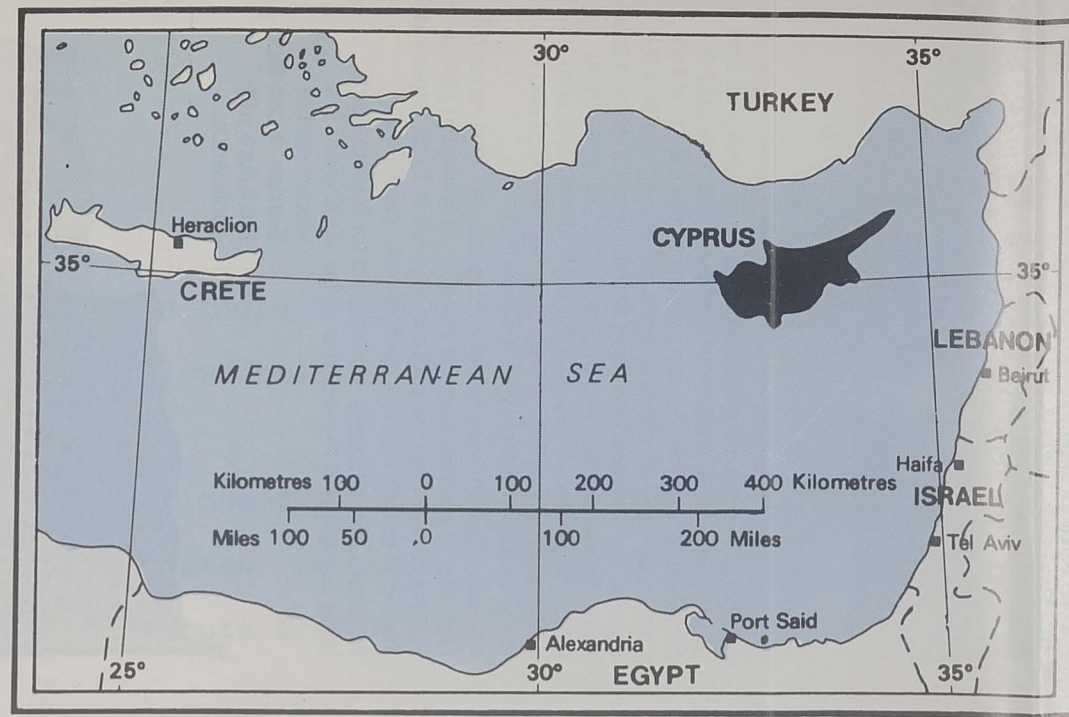 30° 35°
TURKEY
Heraclion
CYPRUS
35° 35°
CRETE
LEBANON
MEDITERRANEAN SEA
Beirut
Haifa
Kilometres 100 0 100 200 300 400 Kilometres
ISRAEL
Miles 100 50 0 100 200 Miles
Tel Aviv
Port Said
Alexandria
25° 30° EGYPT 35°